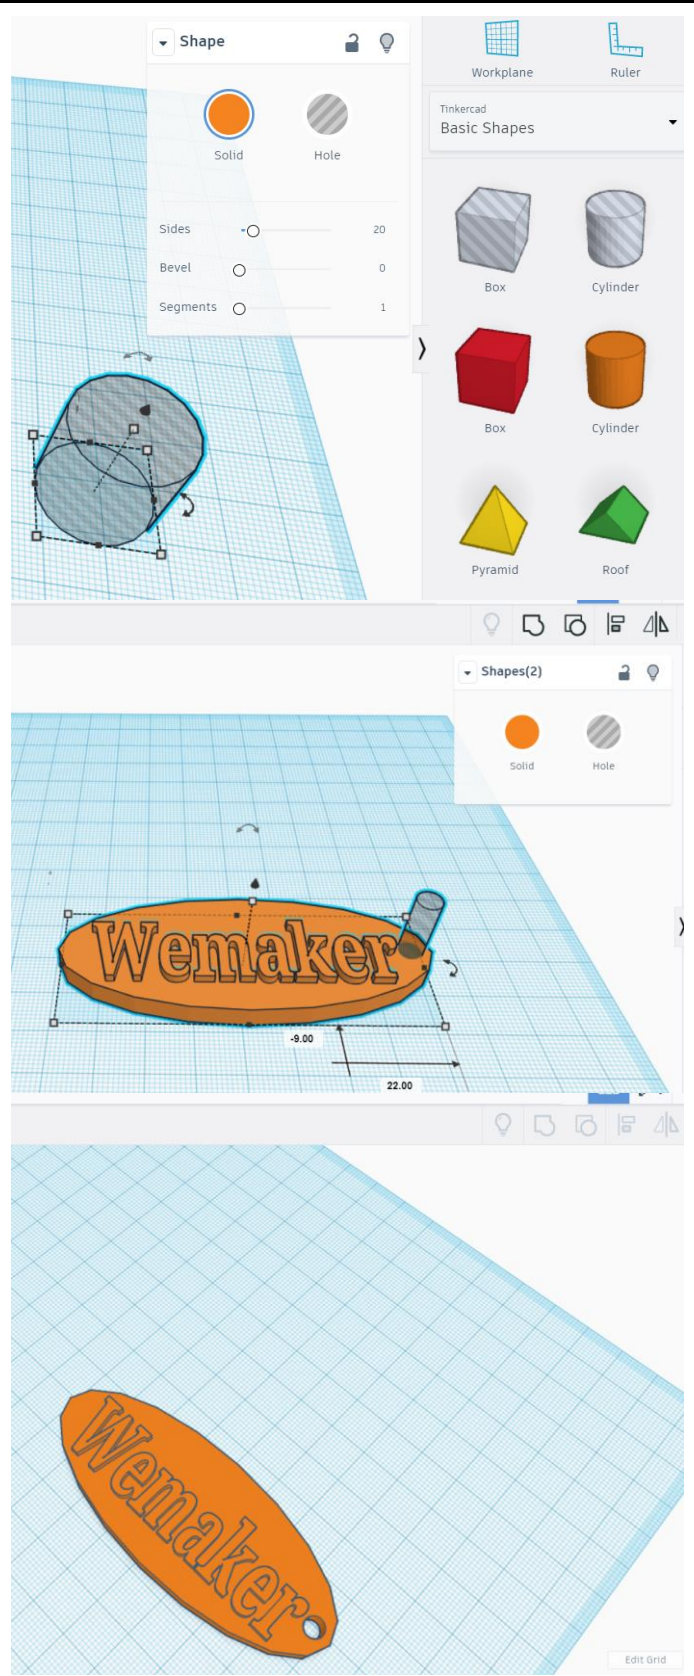 Shape
Solid
Hole
Sides 20
Bevel 0
Segments 1
Workplane
Ruler
Tinkercad
Basic Shapes
Box
Cylinder
Box
Cylinder
Pyramid
Roof
Shapes(2)
Solid
Hole
Wemaker
-9.00
22.00
Wemaker
Edit Grid